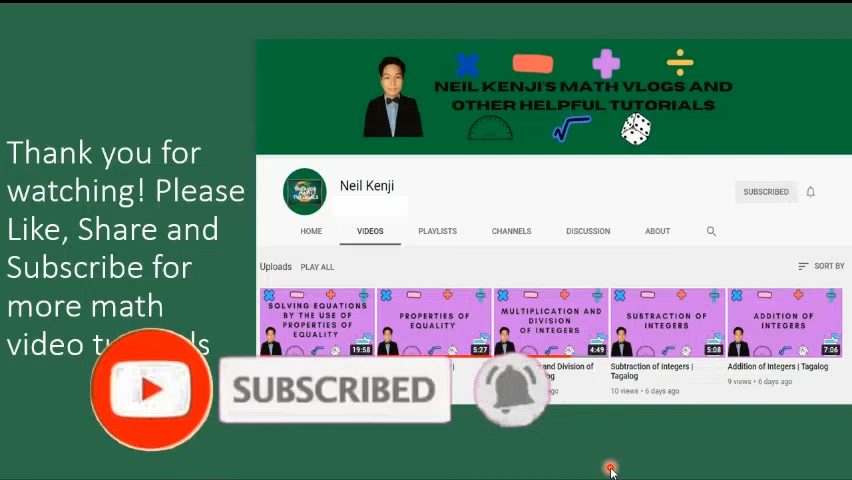 Thank you for
watching! Please
Like, Share and
Subscribe for
more math
video tutorials
NEIL KENJI'S MATH VLOGS AND
OTHER HELPFUL TUTORIALS
Neil Kenji
SUBSCRIBED
HOME VIDEOS PLAYLISTS CHANNELS DISCUSSION ABOUT
Uploads PLAY ALL SORT BY
SOLVING EQUATIONS
BY THE USE OF
PROPERTIES OF
EQUALITY
19:58
PROPERTIES OF
EQUALITY
5:27
MULTIPLICATION AND
DIVISION
OF INTEGERS
4:49
SUBTRACTION OF
INTEGERS
5:08
ADDITION OF
INTEGERS
7:06
and Division of
Subtraction of Integers |
Tagalog
10 views • 6 days ago
Addition of Integers | Tagalog
9 views • 6 days ago
SUBSCRIBED